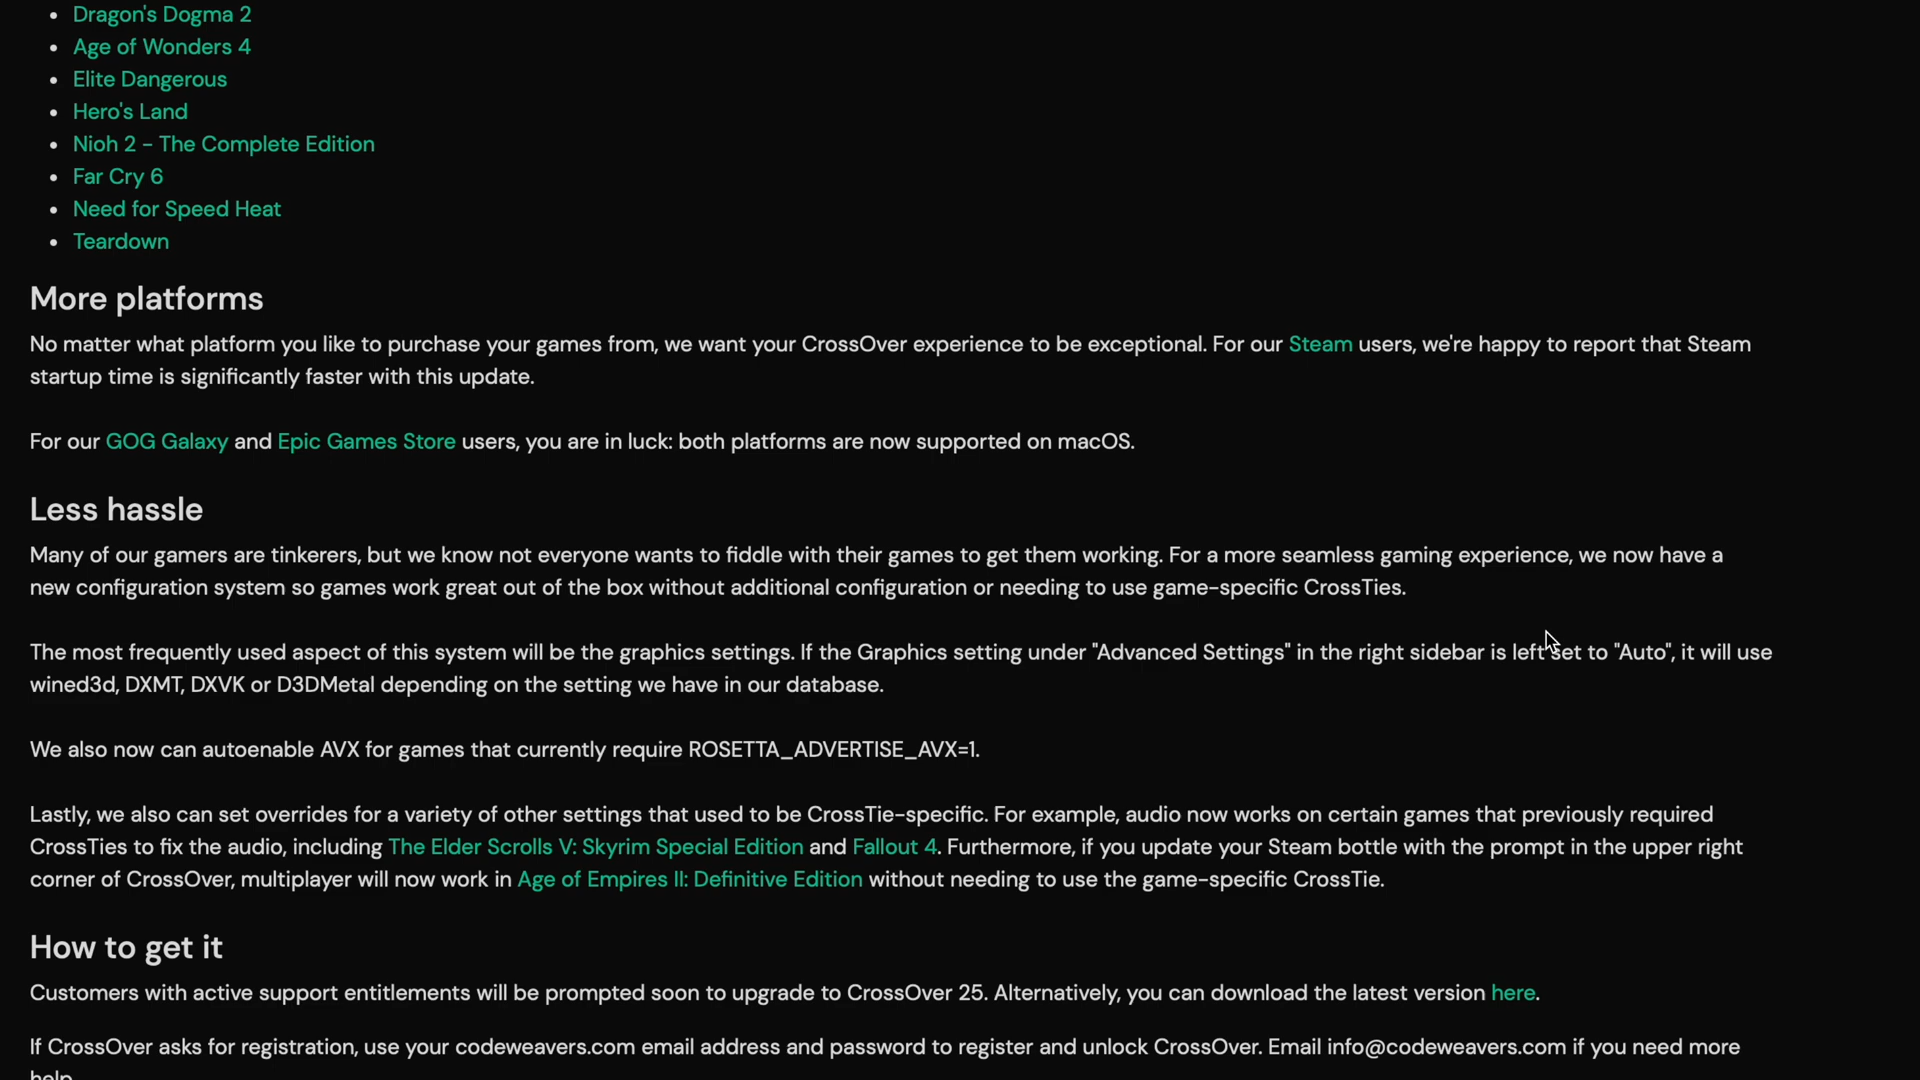 Dragon's Dogma 2
Age of Wonders 4
Elite Dangerous
Hero's Land
Nioh 2 - The Complete Edition
Far Cry 6
Need for Speed Heat
Teardown
More platforms
No matter what platform you like to purchase your games from, we want your CrossOver experience to be exceptional. For our Steam users, we're happy to report that Steam
startup time is significantly faster with this update.
For our GOG Galaxy and Epic Games Store users, you are in luck: both platforms are now supported on macOS.
Less hassle
Many of our gamers are tinkerers, but we know not everyone wants to fiddle with their games to get them working. For a more seamless gaming experience, we now have a
new configuration system so games work great out of the box without additional configuration or needing to use game-specific CrossTies.
The most frequently used aspect of this system will be the graphics settings. If the Graphics setting under "Advanced Settings" in the right sidebar is left set to "Auto", it will use
wined3d, DXMT, DXVK or D3DMetal depending on the setting we have in our database.
We also now can autoenable AVX for games that currently require ROSETTA_ADVERTISE_AVX=1.
Lastly, we also can set overrides for a variety of other settings that used to be CrossTie-specific. For example, audio now works on certain games that previously required
CrossTies to fix the audio, including The Elder Scrolls V: Skyrim Special Edition and Fallout 4. Furthermore, if you update your Steam bottle with the prompt in the upper right
corner of CrossOver, multiplayer will now work in Age of Empires II: Definitive Edition without needing to use the game-specific CrossTie.
How to get it
Customers with active support entitlements will be prompted soon to upgrade to CrossOver 25. Alternatively, you can download the latest version here.
If CrossOver asks for registration, use your codeweavers.com email address and password to register and unlock CrossOver. Email info@codeweavers.com if you need more
help.